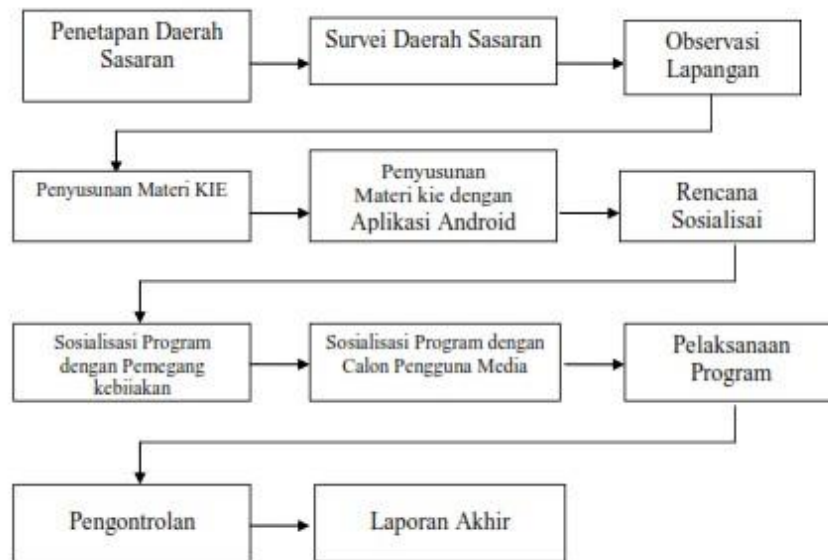 Penetapan Daerah
Sasaran
Survei Daerah Sasaran
Observasi
Lapangan
Penyusunan Materi KIE
Penyusunan
Materi kie dengan
Aplikasi Android
Rencana
Sosialisai
Sosialisasi Program
dengan Pemegang
kebijakan
Sosialisasi Program dengan
Calon Pengguna Media
Pelaksanaan
Program
Pengontrolan
Laporan Akhir